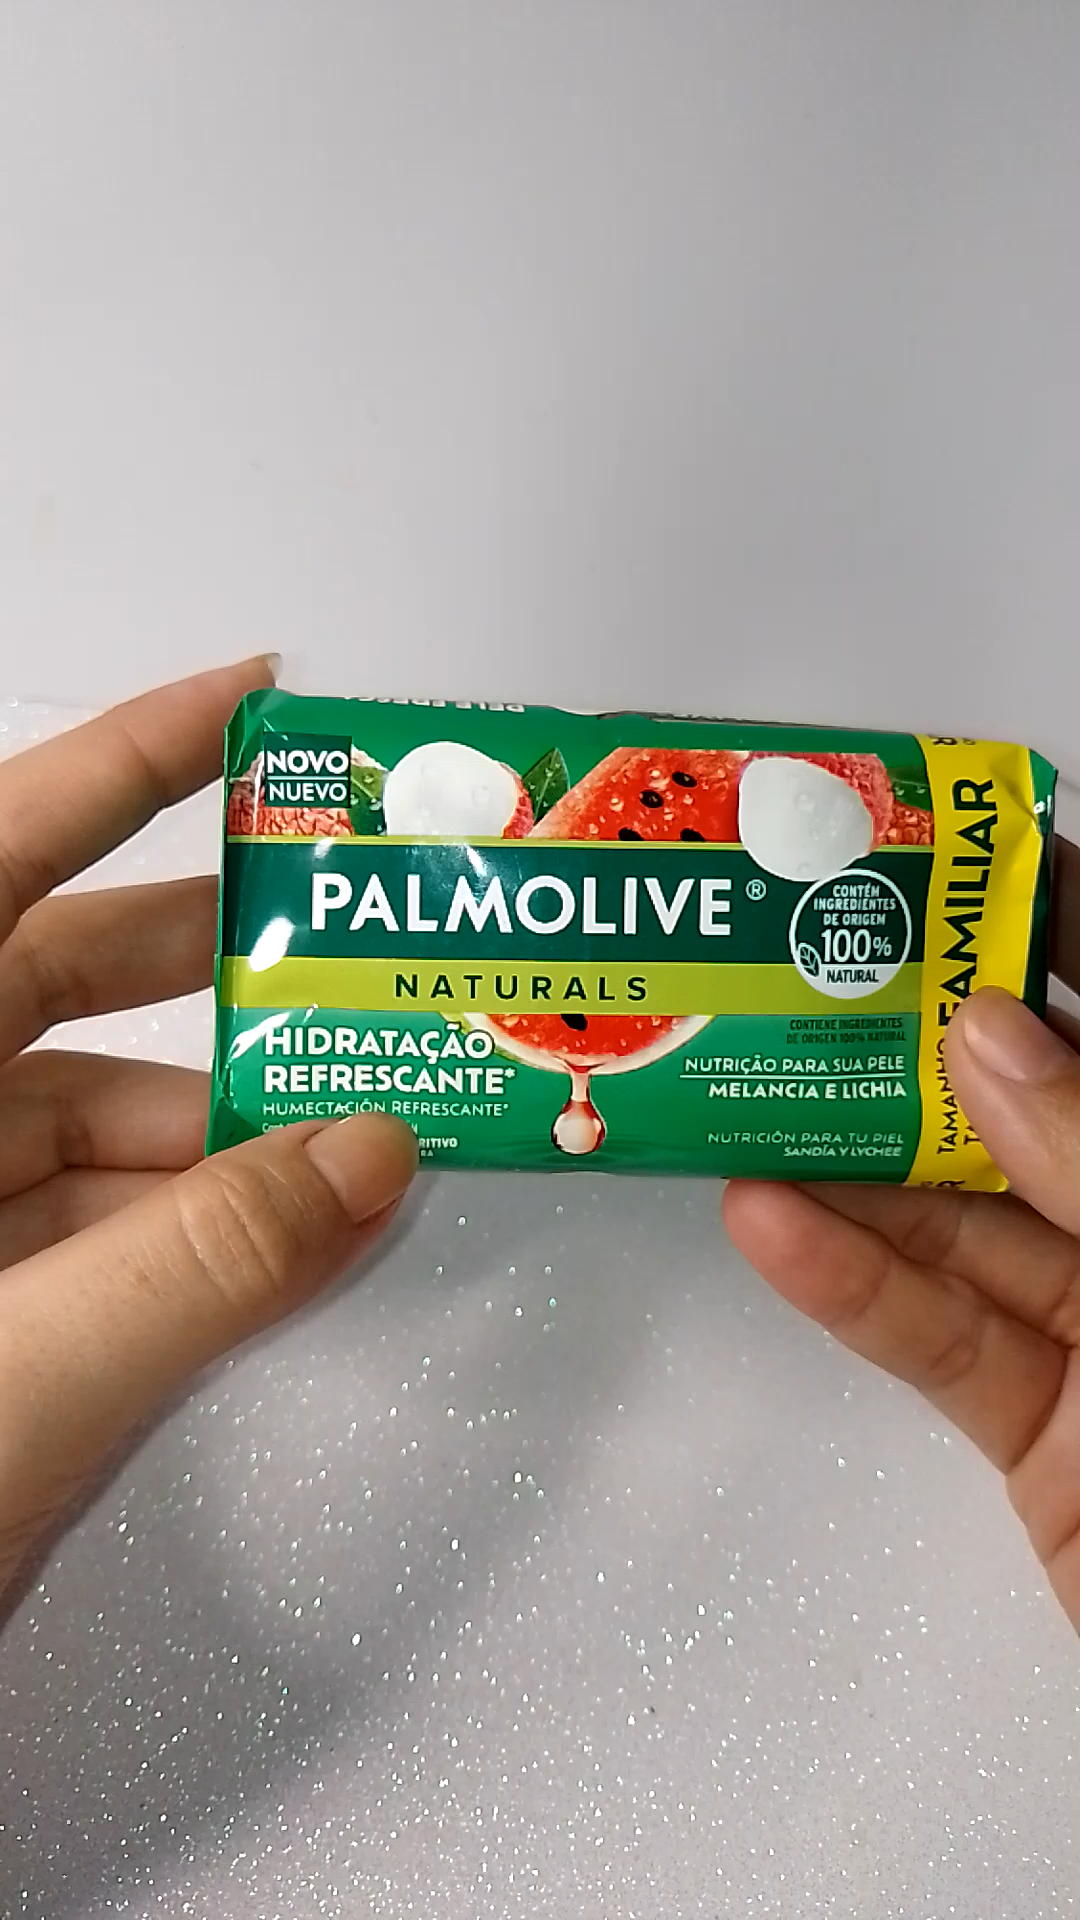 NOVO
NUEVO
PALMOLIVE®
NATURALS
CONTÉM
INGREDIENTES
DE ORIGEM
100%
NATURAL
CONTIENE INGREDIENTES
DE ORIGEN 100% NATURAL
HIDRATAÇÃO
REFRESCANTE*
HUMECTACIÓN REFRESCANTE*
NUTRIÇÃO PARA SUA PELE
MELANCIA E LICHIA
NUTRICIÓN PARA TU PIEL
SANDÍA Y LYCHEE
TAMANHO FAMILIAR